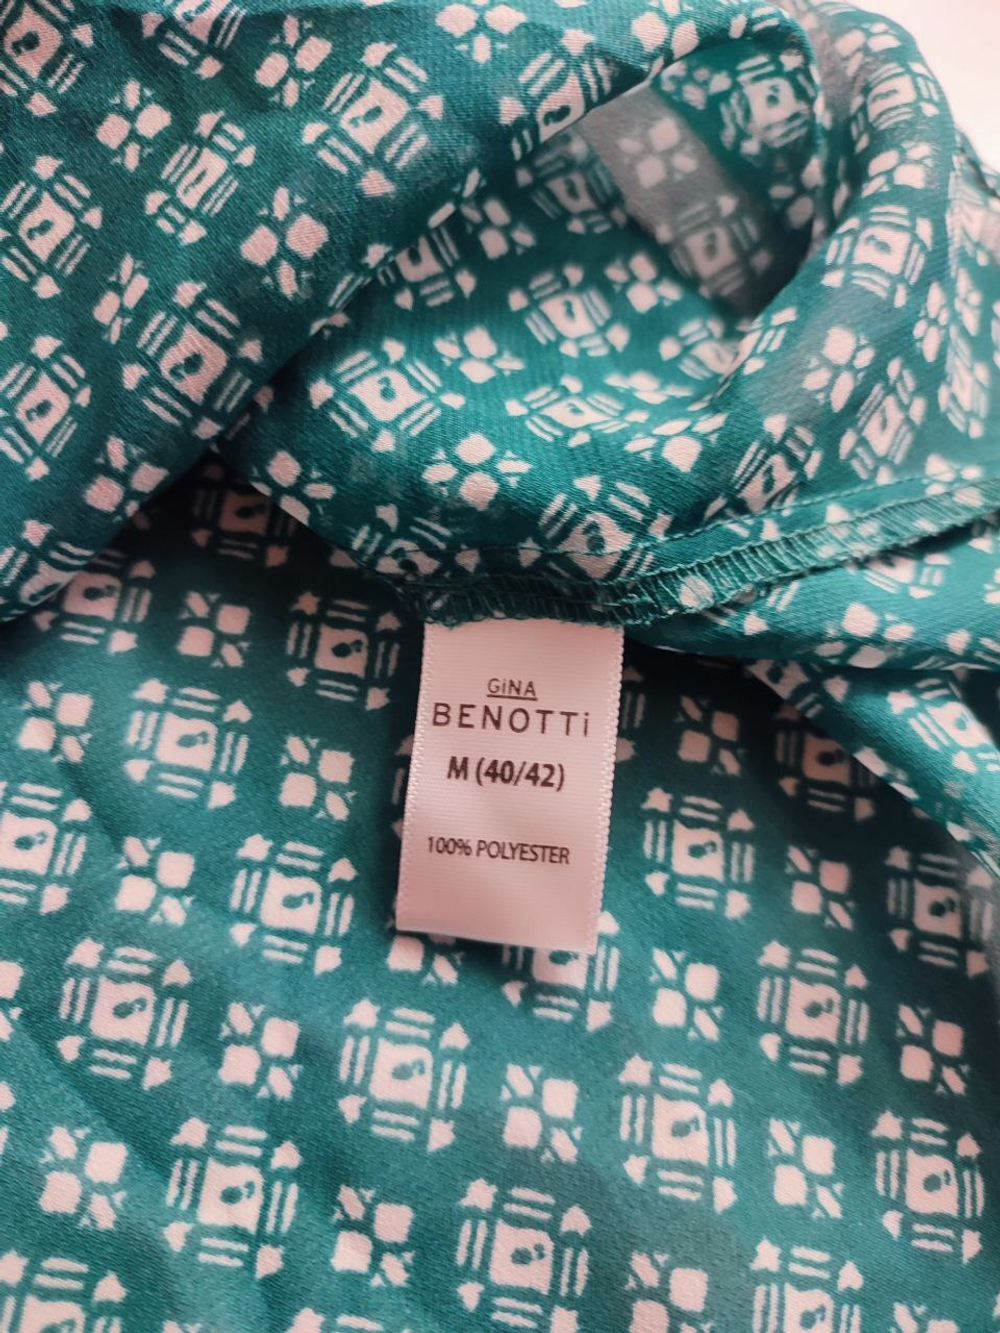 GiNA
BENOTTi
M (40/42)
100% POLYESTER